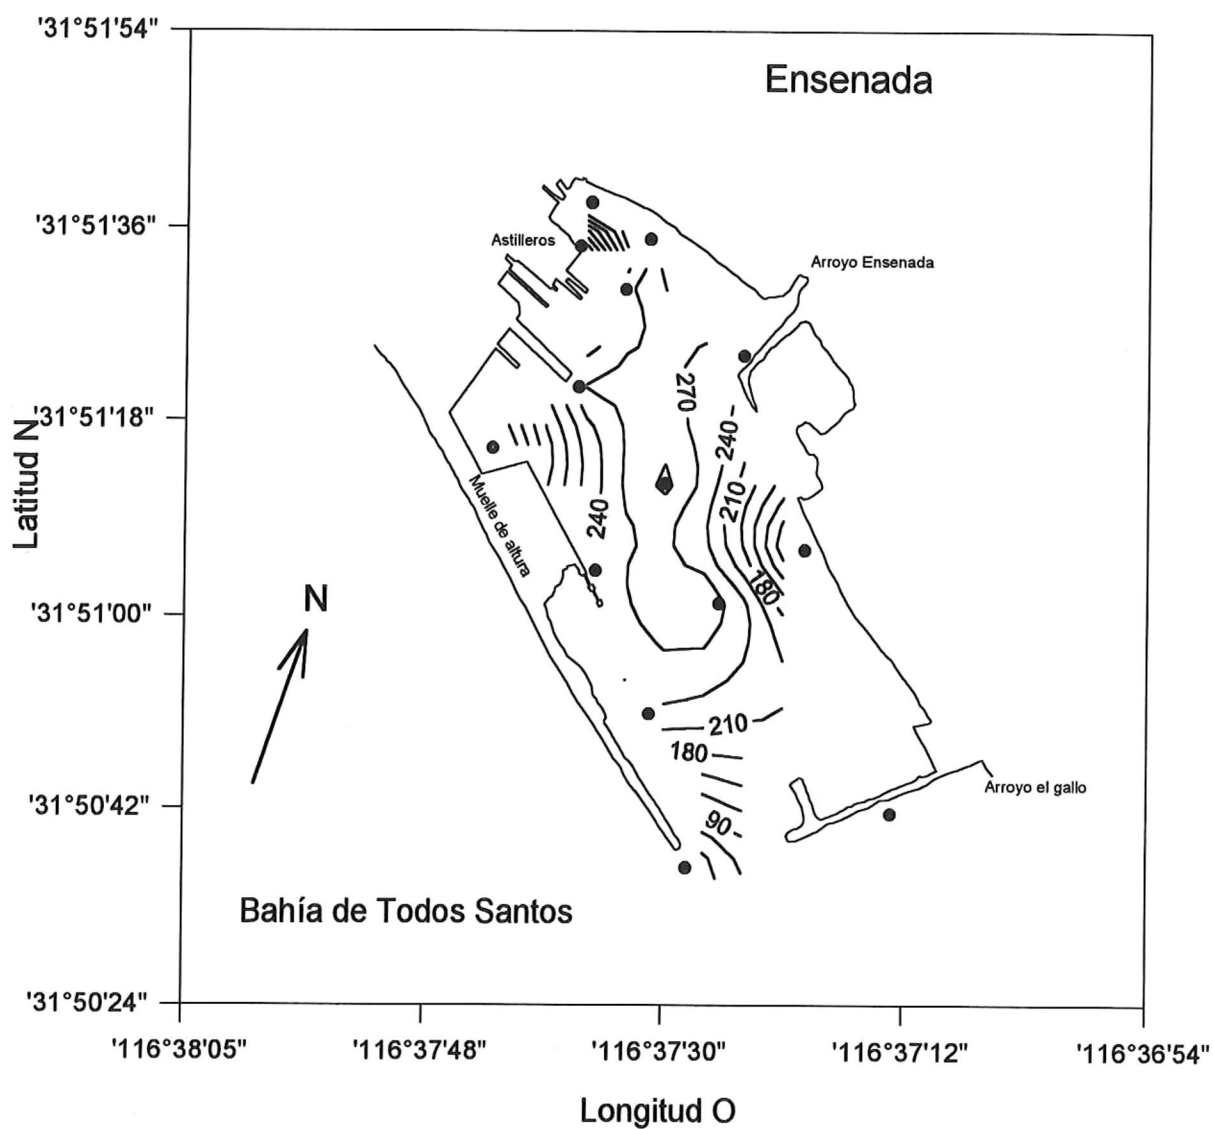 '31°51'54"
Ensenada
'31°51'36"
Astilleros
Arroyo Ensenada
270
'31°51'18"
240
210
Latitud N
Muelle de altura
240
180
N
'31°51'00"
210
180
Arroyo el gallo
'31°50'42"
90
Bahía de Todos Santos
'31°50'24"
'116°38'05" '116°37'48" '116°37'30" '116°37'12" '116°36'54"
Longitud O